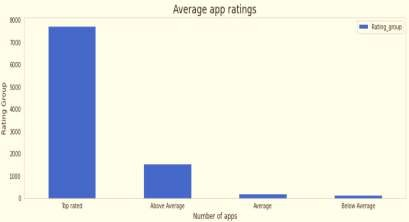 Average app ratings
Rating_group
Rating Group
8000
7000
6000
5000
4000
3000
2000
1000
0
Top rated
Above Average
Average
Below Average
Number of apps